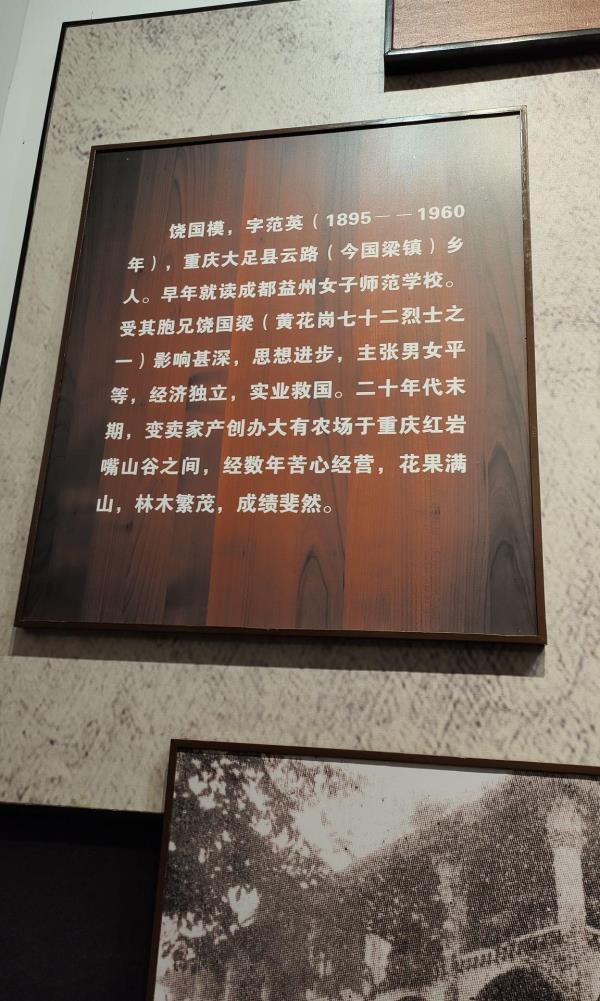 饶国模，字范英（1895——1960
年），重庆大足县云路（今国梁镇）乡
人。早年就读成都益州女子师范学校。
受其胞兄饶国梁（黄花岗七十二烈士之
一）影响甚深，思想进步，主张男女平
等，经济独立，实业救国。二十年代末
期，变卖家产创办大有农场于重庆红岩
嘴山谷之间，经数年苦心经营，花果满
山，林木繁茂，成绩斐然。